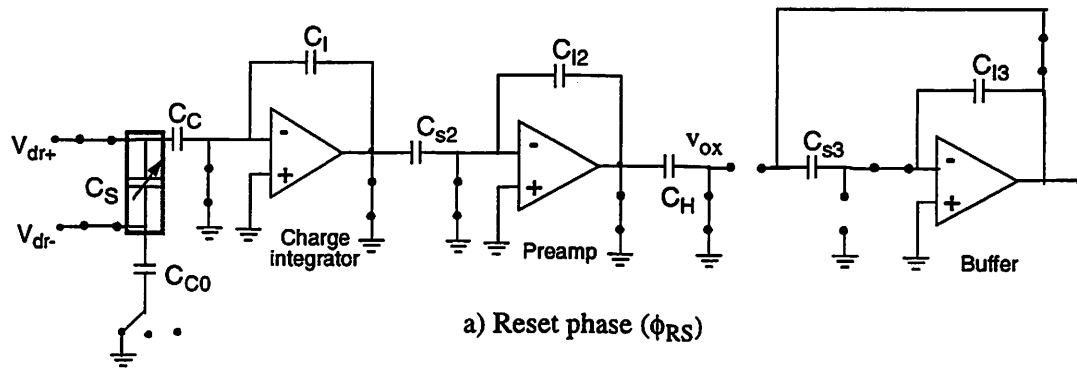 C_I
C_I2
C_I3
C_C
C_s2
v_ox
C_s3
V_dr+
-
+
-
+
-
+
C_S
C_H
V_dr-
Charge
integrator
Preamp
Buffer
C_C0
a) Reset phase (ϕ_RS)